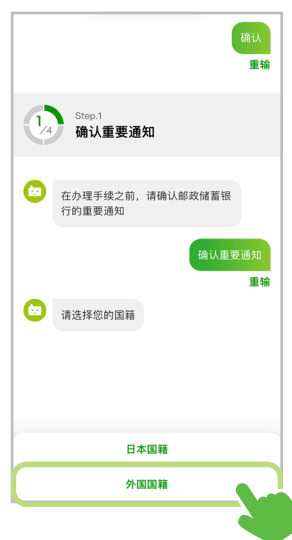 确认
重输
1/4
Step.1
确认重要通知
在办理手续之前，请确认邮政储蓄银
行的重要通知
确认重要通知
重输
请选择您的国籍
日本国籍
外国国籍